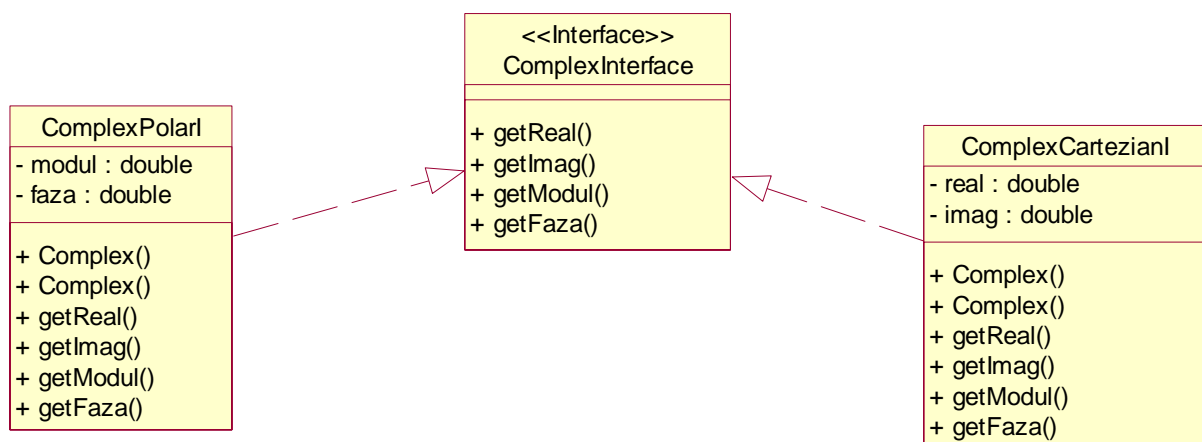 <<Interface>>
ComplexInterface
+ getReal()
+ getImag()
+ getModul()
+ getFaza()
ComplexPolarI
- modul : double
- faza : double
+ Complex()
+ Complex()
+ getReal()
+ getImag()
+ getModul()
+ getFaza()
ComplexCartezianI
- real : double
- imag : double
+ Complex()
+ Complex()
+ getReal()
+ getImag()
+ getModul()
+ getFaza()